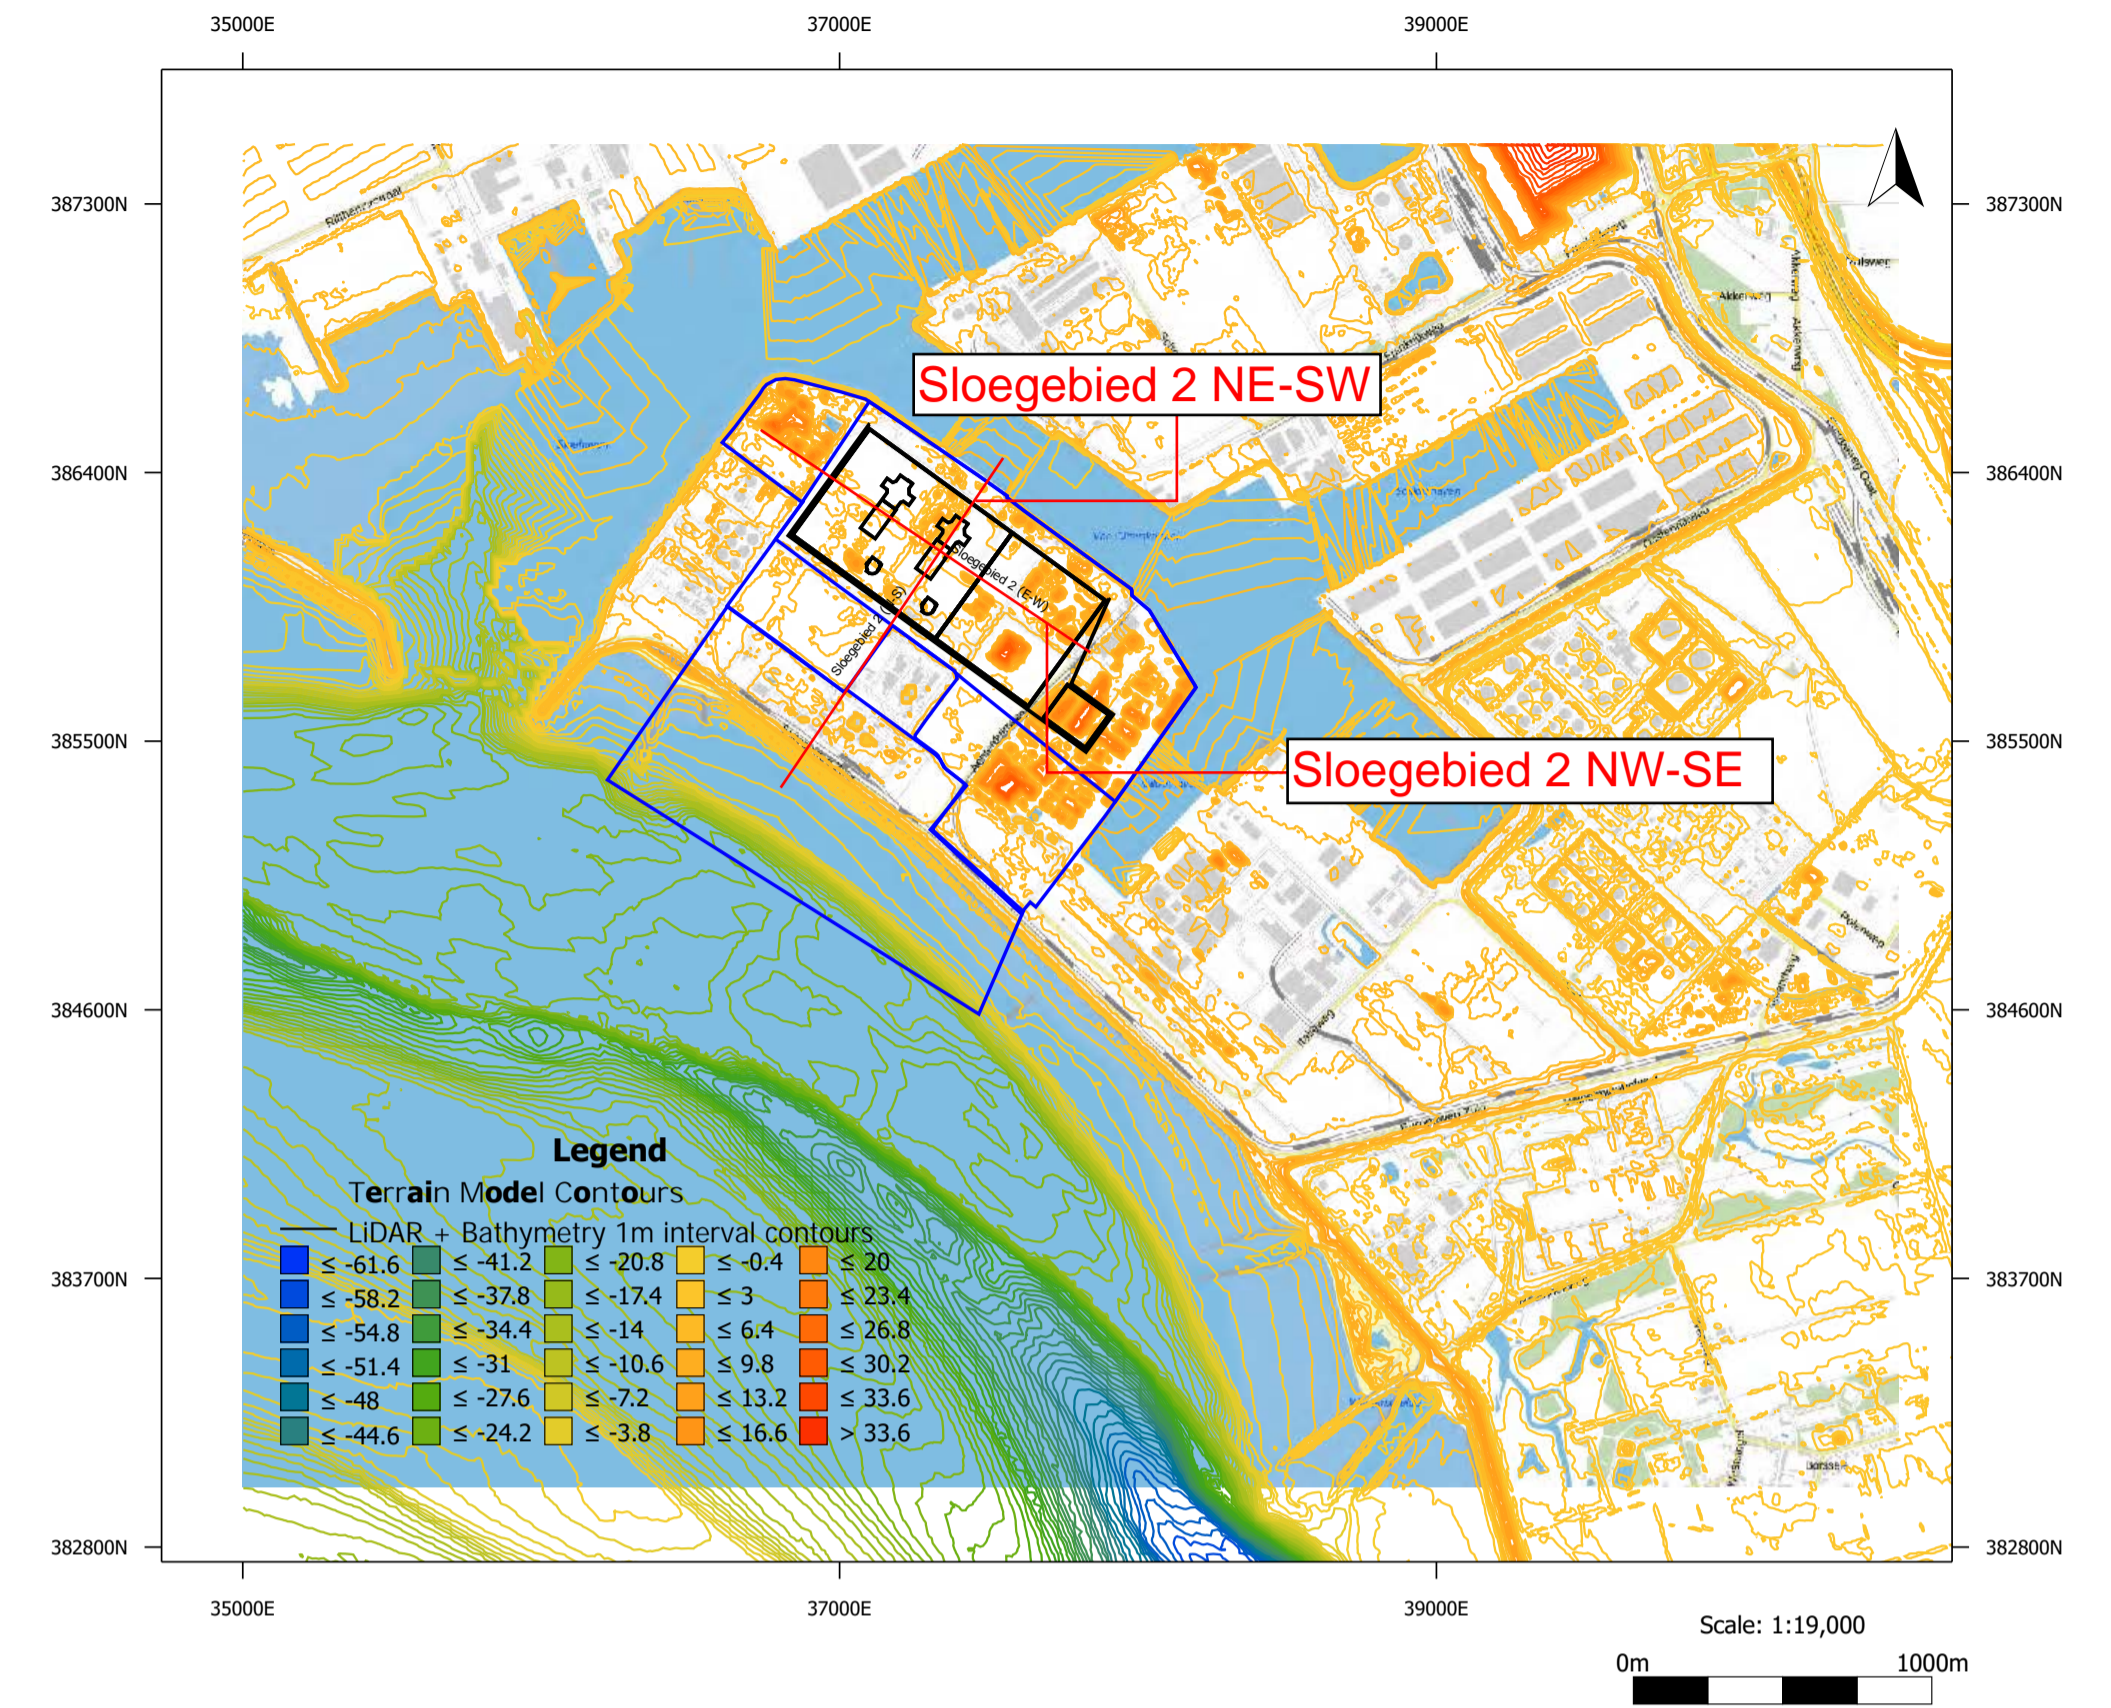 35000E 37000E 39000E
387300N 387300N
Akkerweg
Akkerweg
Akkerweg
Frankrijkweg
Sloegebied 2 NE-SW
386400N 386400N
Sloegebied 2 (E-W)
385500N 385500N
Sloegebied 2 NW-SE
384600N 384600N
Legend
Terrain Model Contours
LiDAR + Bathymetry 1m interval contours
≤ -61.6 ≤ -41.2 ≤ -20.8 ≤ -0.4 ≤ 20
383700N 383700N
≤ -58.2 ≤ -37.8 ≤ -17.4 ≤ 3 ≤ 23.4
≤ -54.8 ≤ -34.4 ≤ -14 ≤ 6.4 ≤ 26.8
≤ -51.4 ≤ -31 ≤ -10.6 ≤ 9.8 ≤ 30.2
≤ -48 ≤ -27.6 ≤ -7.2 ≤ 13.2 ≤ 33.6
≤ -44.6 ≤ -24.2 ≤ -3.8 ≤ 16.6 > 33.6
382800N 382800N
35000E 37000E 39000E
Scale: 1:19,000
0m 1000m